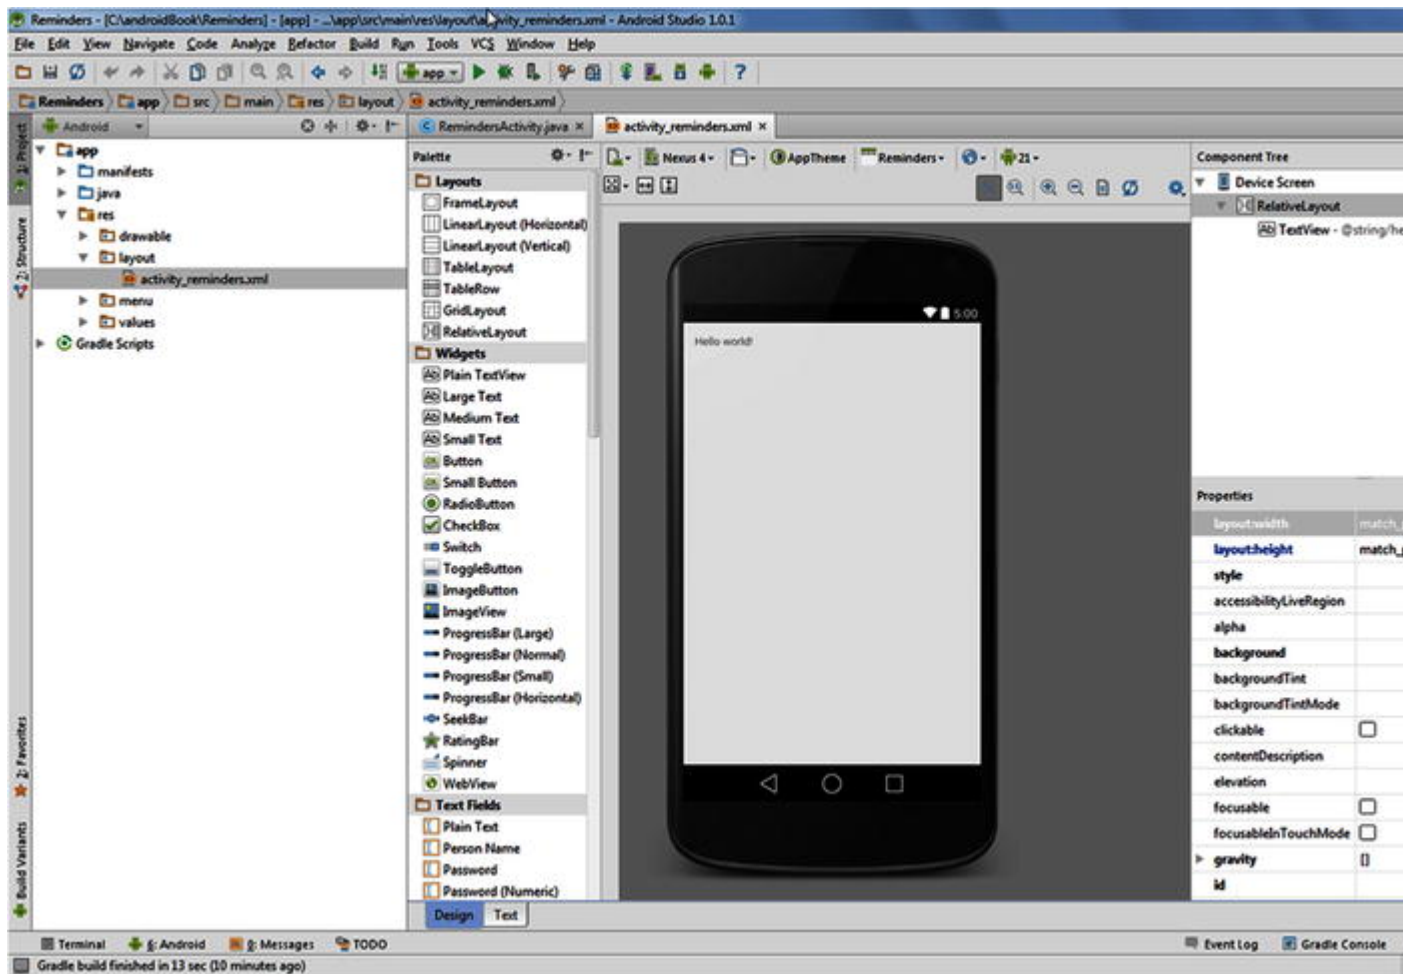 Reminders - [C:\androidBook\Reminders] - [app] - ...\app\src\main\res\layout\activity_reminders.xml - Android Studio 1.0.1
File Edit View Navigate Code Analyze Refactor Build Run Tools VCS Window Help
app
Reminders app src main res layout activity_reminders.xml
1: Project
2: Structure
2: Favorites
Build Variants
Android
app
manifests
java
res
drawable
layout
activity_reminders.xml
menu
values
Gradle Scripts
RemindersActivity.java activity_reminders.xml
Palette
Layouts
FrameLayout
LinearLayout (Horizontal)
LinearLayout (Vertical)
TableLayout
TableRow
GridLayout
RelativeLayout
Widgets
Plain TextView
Large Text
Medium Text
Small Text
Button
Small Button
RadioButton
CheckBox
Switch
ToggleButton
ImageButton
ImageView
ProgressBar (Large)
ProgressBar (Normal)
ProgressBar (Small)
ProgressBar (Horizontal)
SeekBar
RatingBar
Spinner
WebView
Text Fields
Plain Text
Person Name
Password
Password (Numeric)
Design Text
Nexus 4 AppTheme Reminders 21
5:00
Hello world!
Component Tree
Device Screen
RelativeLayout
TextView - @string/he
Properties
layout:width match_
layout:height match_
style
accessibilityLiveRegion
alpha
background
backgroundTint
backgroundTintMode
clickable
contentDescription
elevation
focusable
focusableInTouchMode
gravity []
id
Terminal 6: Android 0: Messages TODO Event Log Gradle Console
Gradle build finished in 13 sec (10 minutes ago)